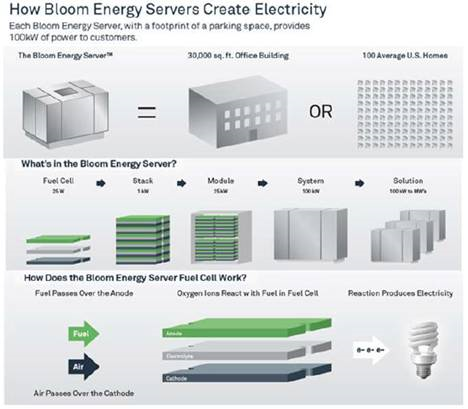 How Bloom Energy Servers Create Electricity
Each Bloom Energy Server, with a footprint of a parking space, provides
100kW of power to customers.
The Bloom Energy Server™
30,000 sq. ft. Office Building
100 Average U.S. Homes
=
OR
What's in the Bloom Energy Server?
Fuel Cell
Stack
Module
System
Solution
25 W
1 kW
25kW
100 kW
100 kW to MW's
How Does the Bloom Energy Server Fuel Cell Work?
Fuel Passes Over the Anode
Oxygen Ions React with Fuel in Fuel Cell
Reaction Produces Electricity
Fuel
Anode
Electrolyte
e- e- e-
Air
Cathode
Air Passes Over the Cathode